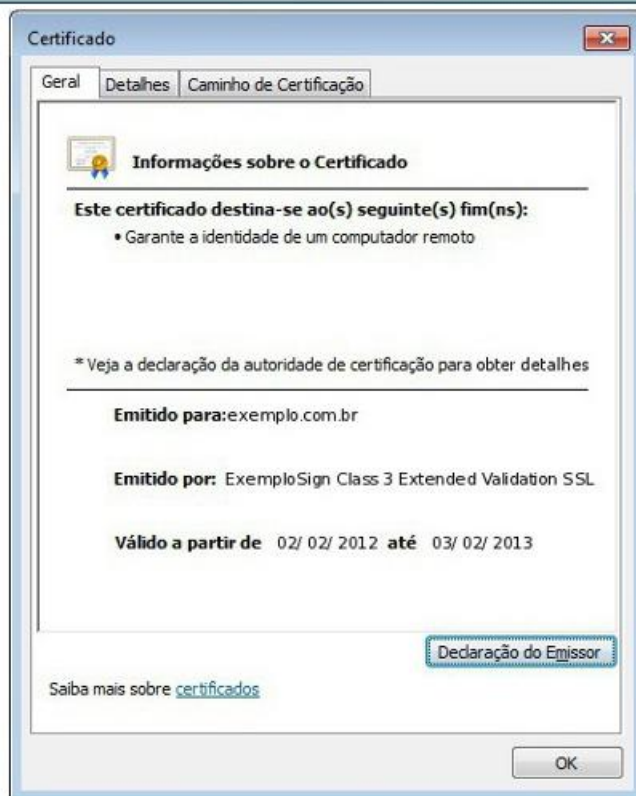 Certificado
Geral
Detalhes
Caminho de Certificação
Informações sobre o Certificado
Este certificado destina-se ao(s) seguinte(s) fim(ns):
• Garante a identidade de um computador remoto
* Veja a declaração da autoridade de certificação para obter detalhes
Emitido para:exemplo.com.br
Emitido por: ExemploSign Class 3 Extended Validation SSL
Válido a partir de 02/ 02/ 2012 até 03/ 02/ 2013
Declaração do Emissor
Saiba mais sobre certificados
OK